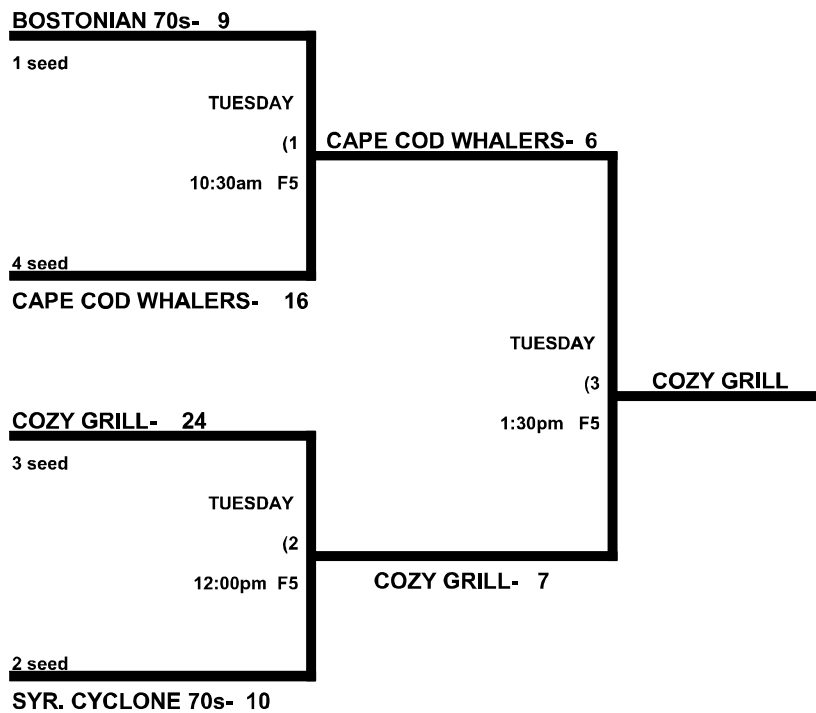 BOSTONIAN 70s- 9
1 seed
TUESDAY
(1
10:30am F5
4 seed
CAPE COD WHALERS- 16
CAPE COD WHALERS- 6
COZY GRILL- 24
3 seed
TUESDAY
(2
12:00pm F5
2 seed
SYR. CYCLONE 70s- 10
COZY GRILL- 7
TUESDAY
(3
1:30pm F5
COZY GRILL